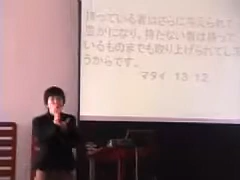 持っている者はさらに与えられて
豊かになり、持たない者は持って
いるものまでも取り上げられてし
うからです。
マタイ 13 12